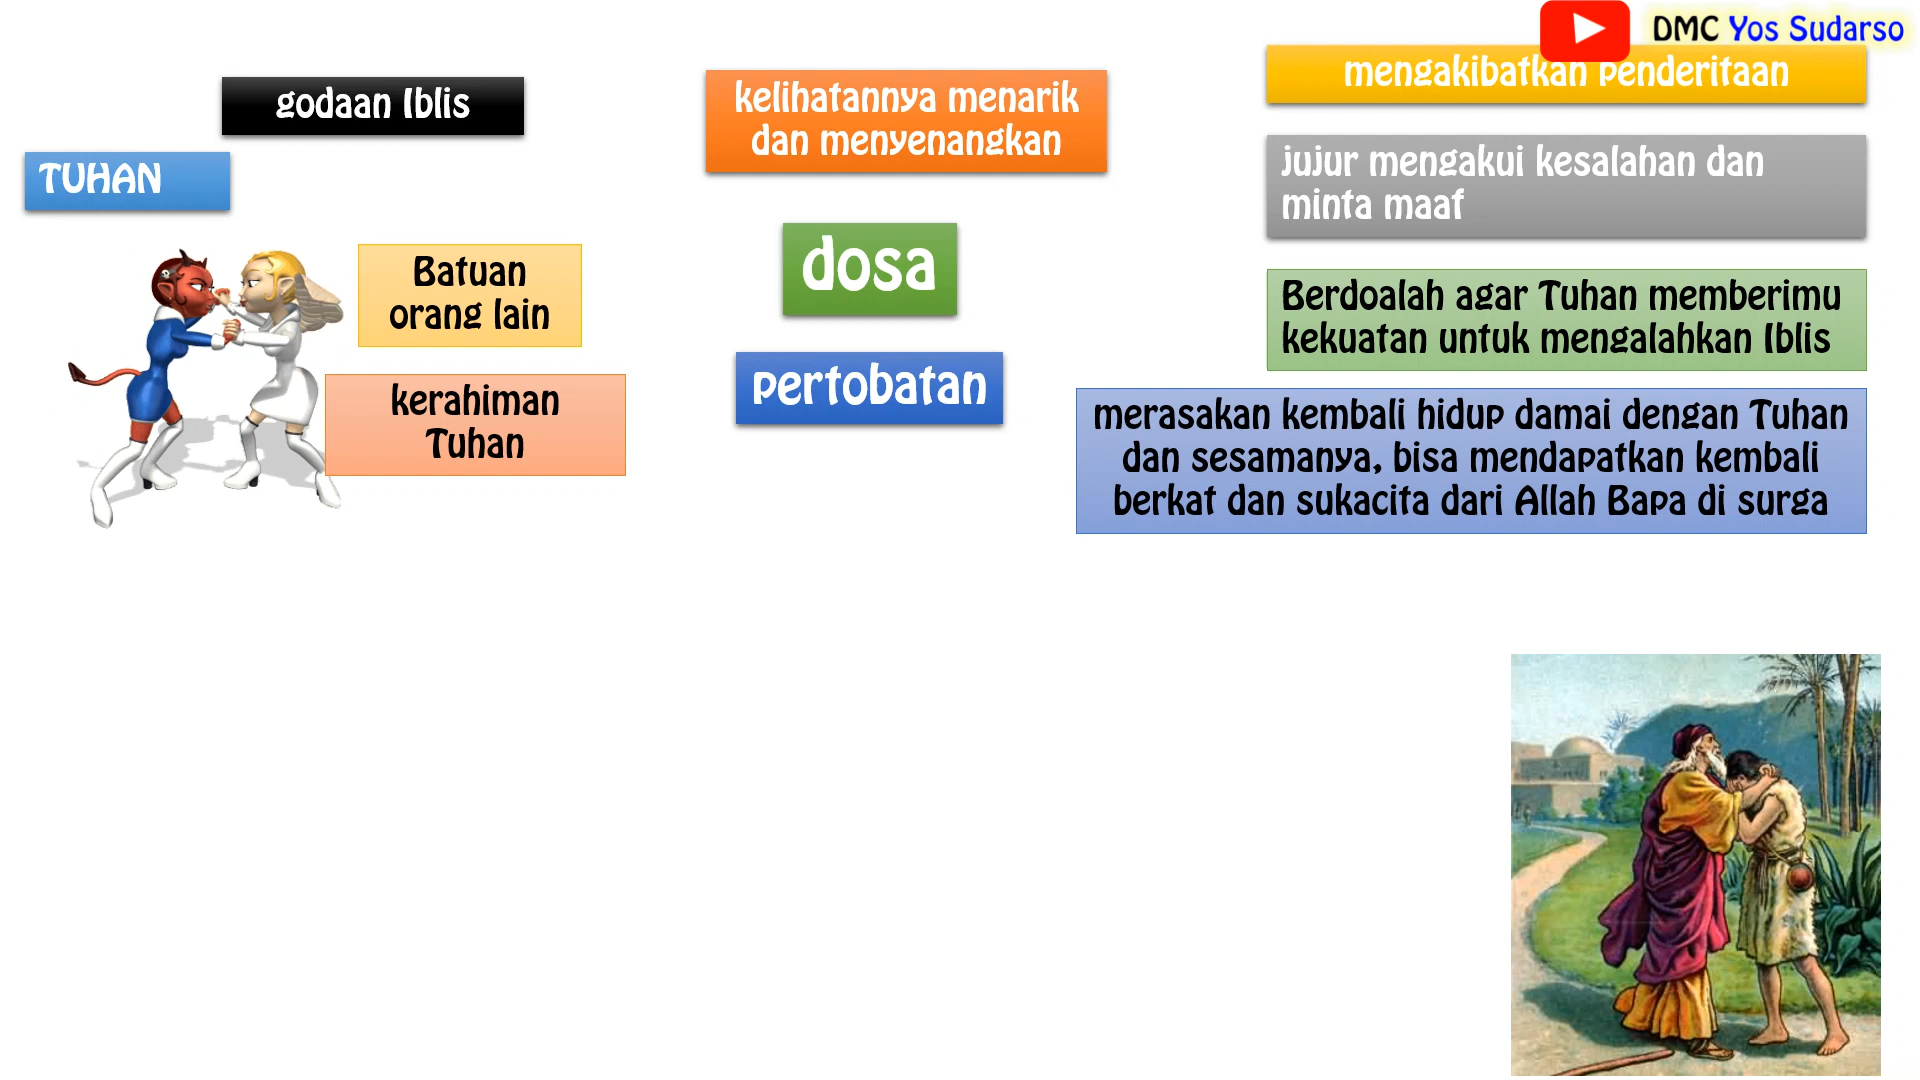 DMC Yos Sudarso
godaan Iblis
TUHAN
Batuan
orang lain
kerahiman
Tuhan
kelihatannya menarik
dan menyenangkan
dosa
pertobatan
mengakibatkan penderitaan
jujur mengakui kesalahan dan
minta maaf
Berdoalah agar Tuhan memberimu
kekuatan untuk mengalahkan Iblis
merasakan kembali hidup damai dengan Tuhan
dan sesamanya, bisa mendapatkan kembali
berkat dan sukacita dari Allah Bapa di surga